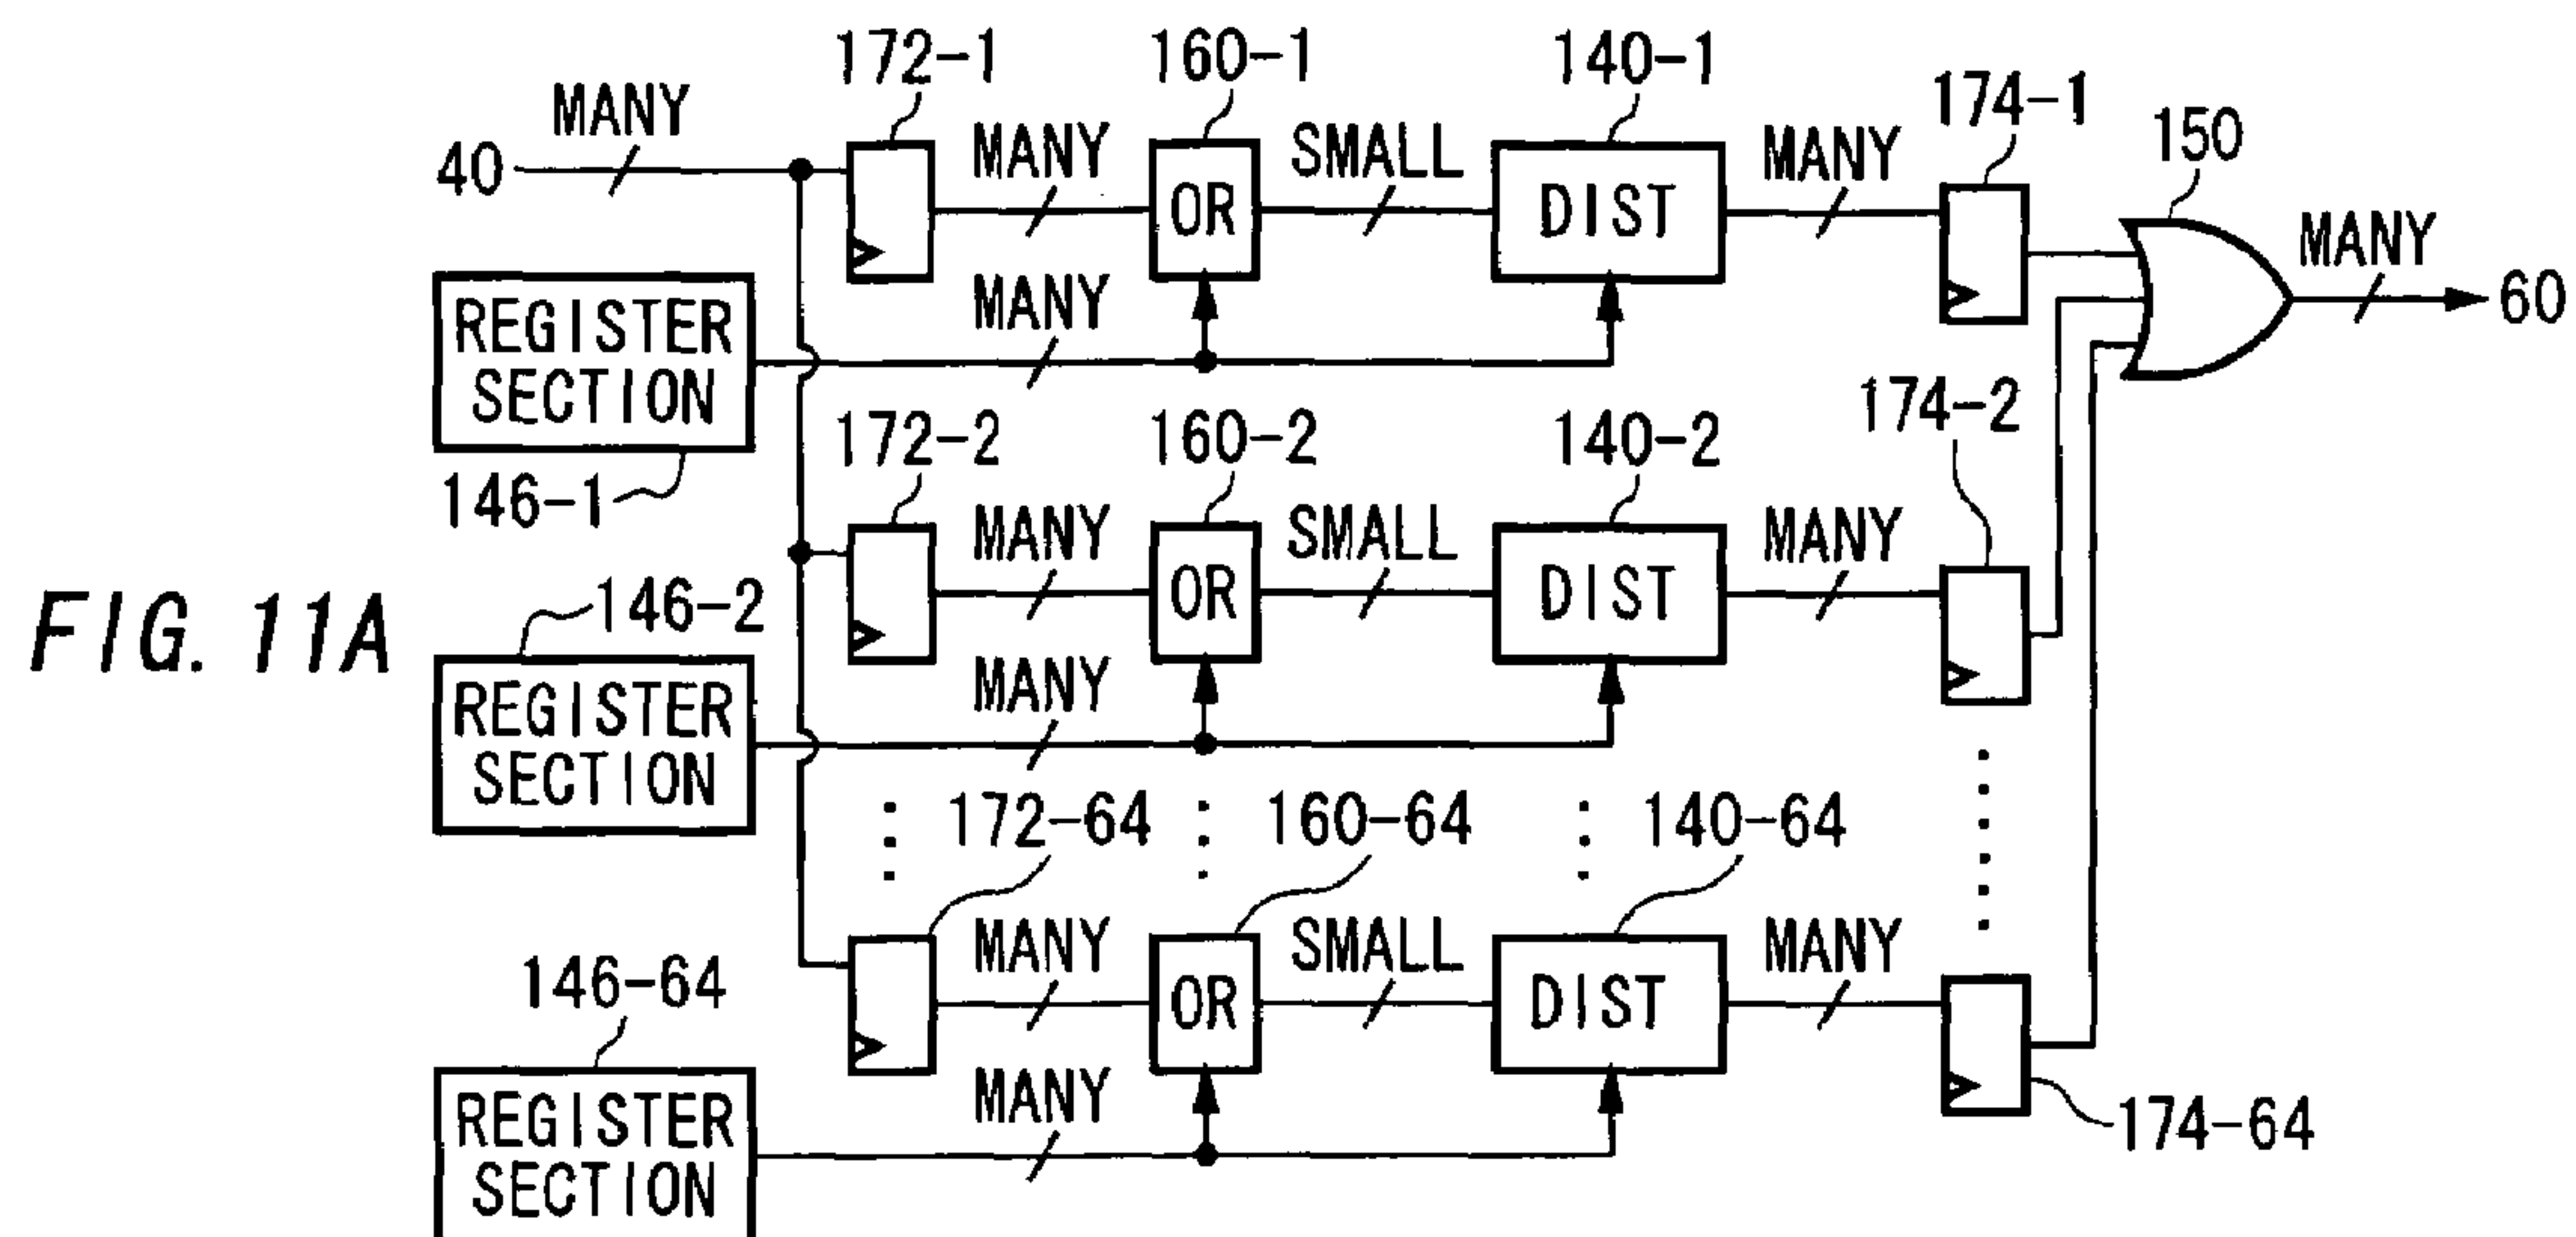 172-1 160-1 140-1 174-1 150
MANY
40
MANY OR SMALL DIST MANY
MANY 60
REGISTER
SECTION
MANY
146-1
172-2 160-2 140-2 174-2
MANY OR SMALL DIST MANY
FIG. 11A
146-2
REGISTER
SECTION
MANY
172-64 160-64 140-64
MANY OR SMALL DIST MANY
146-64
REGISTER
SECTION
MANY
174-64